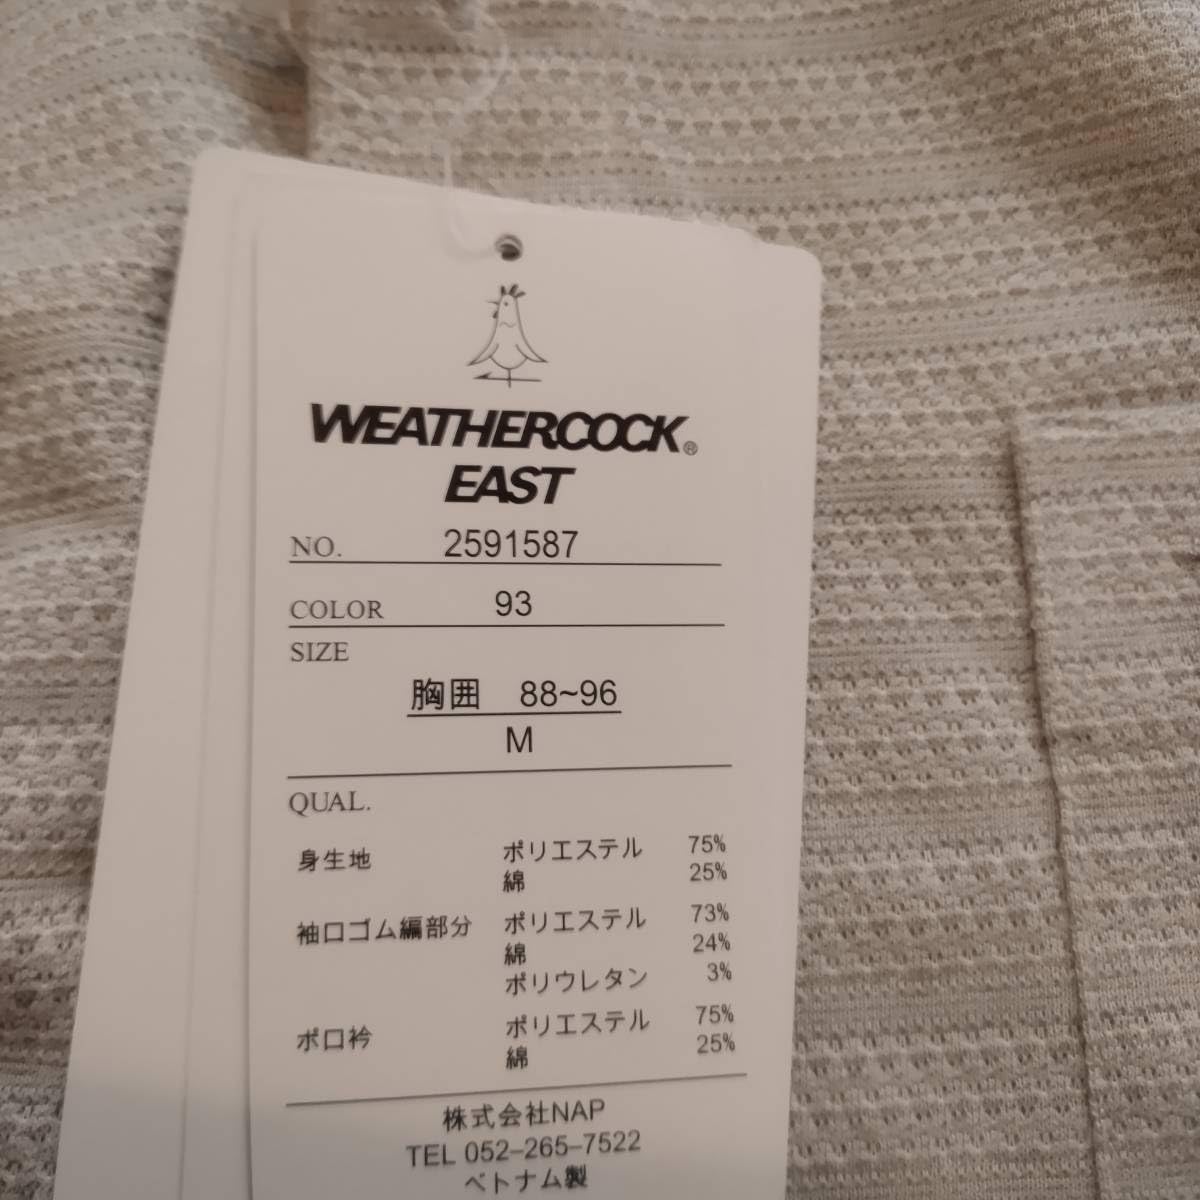 WEATHERCOCK®
EAST
NO. 2591587
COLOR 93
SIZE
胸囲 88~96
M
QUAL.
身生地 ポリエステル 75%
綿 25%
袖口ゴム編部分 ポリエステル 73%
綿 24%
ポリウレタン 3%
ポロ衿 ポリエステル 75%
綿 25%
株式会社NAP
TEL 052-265-7522
ベトナム製